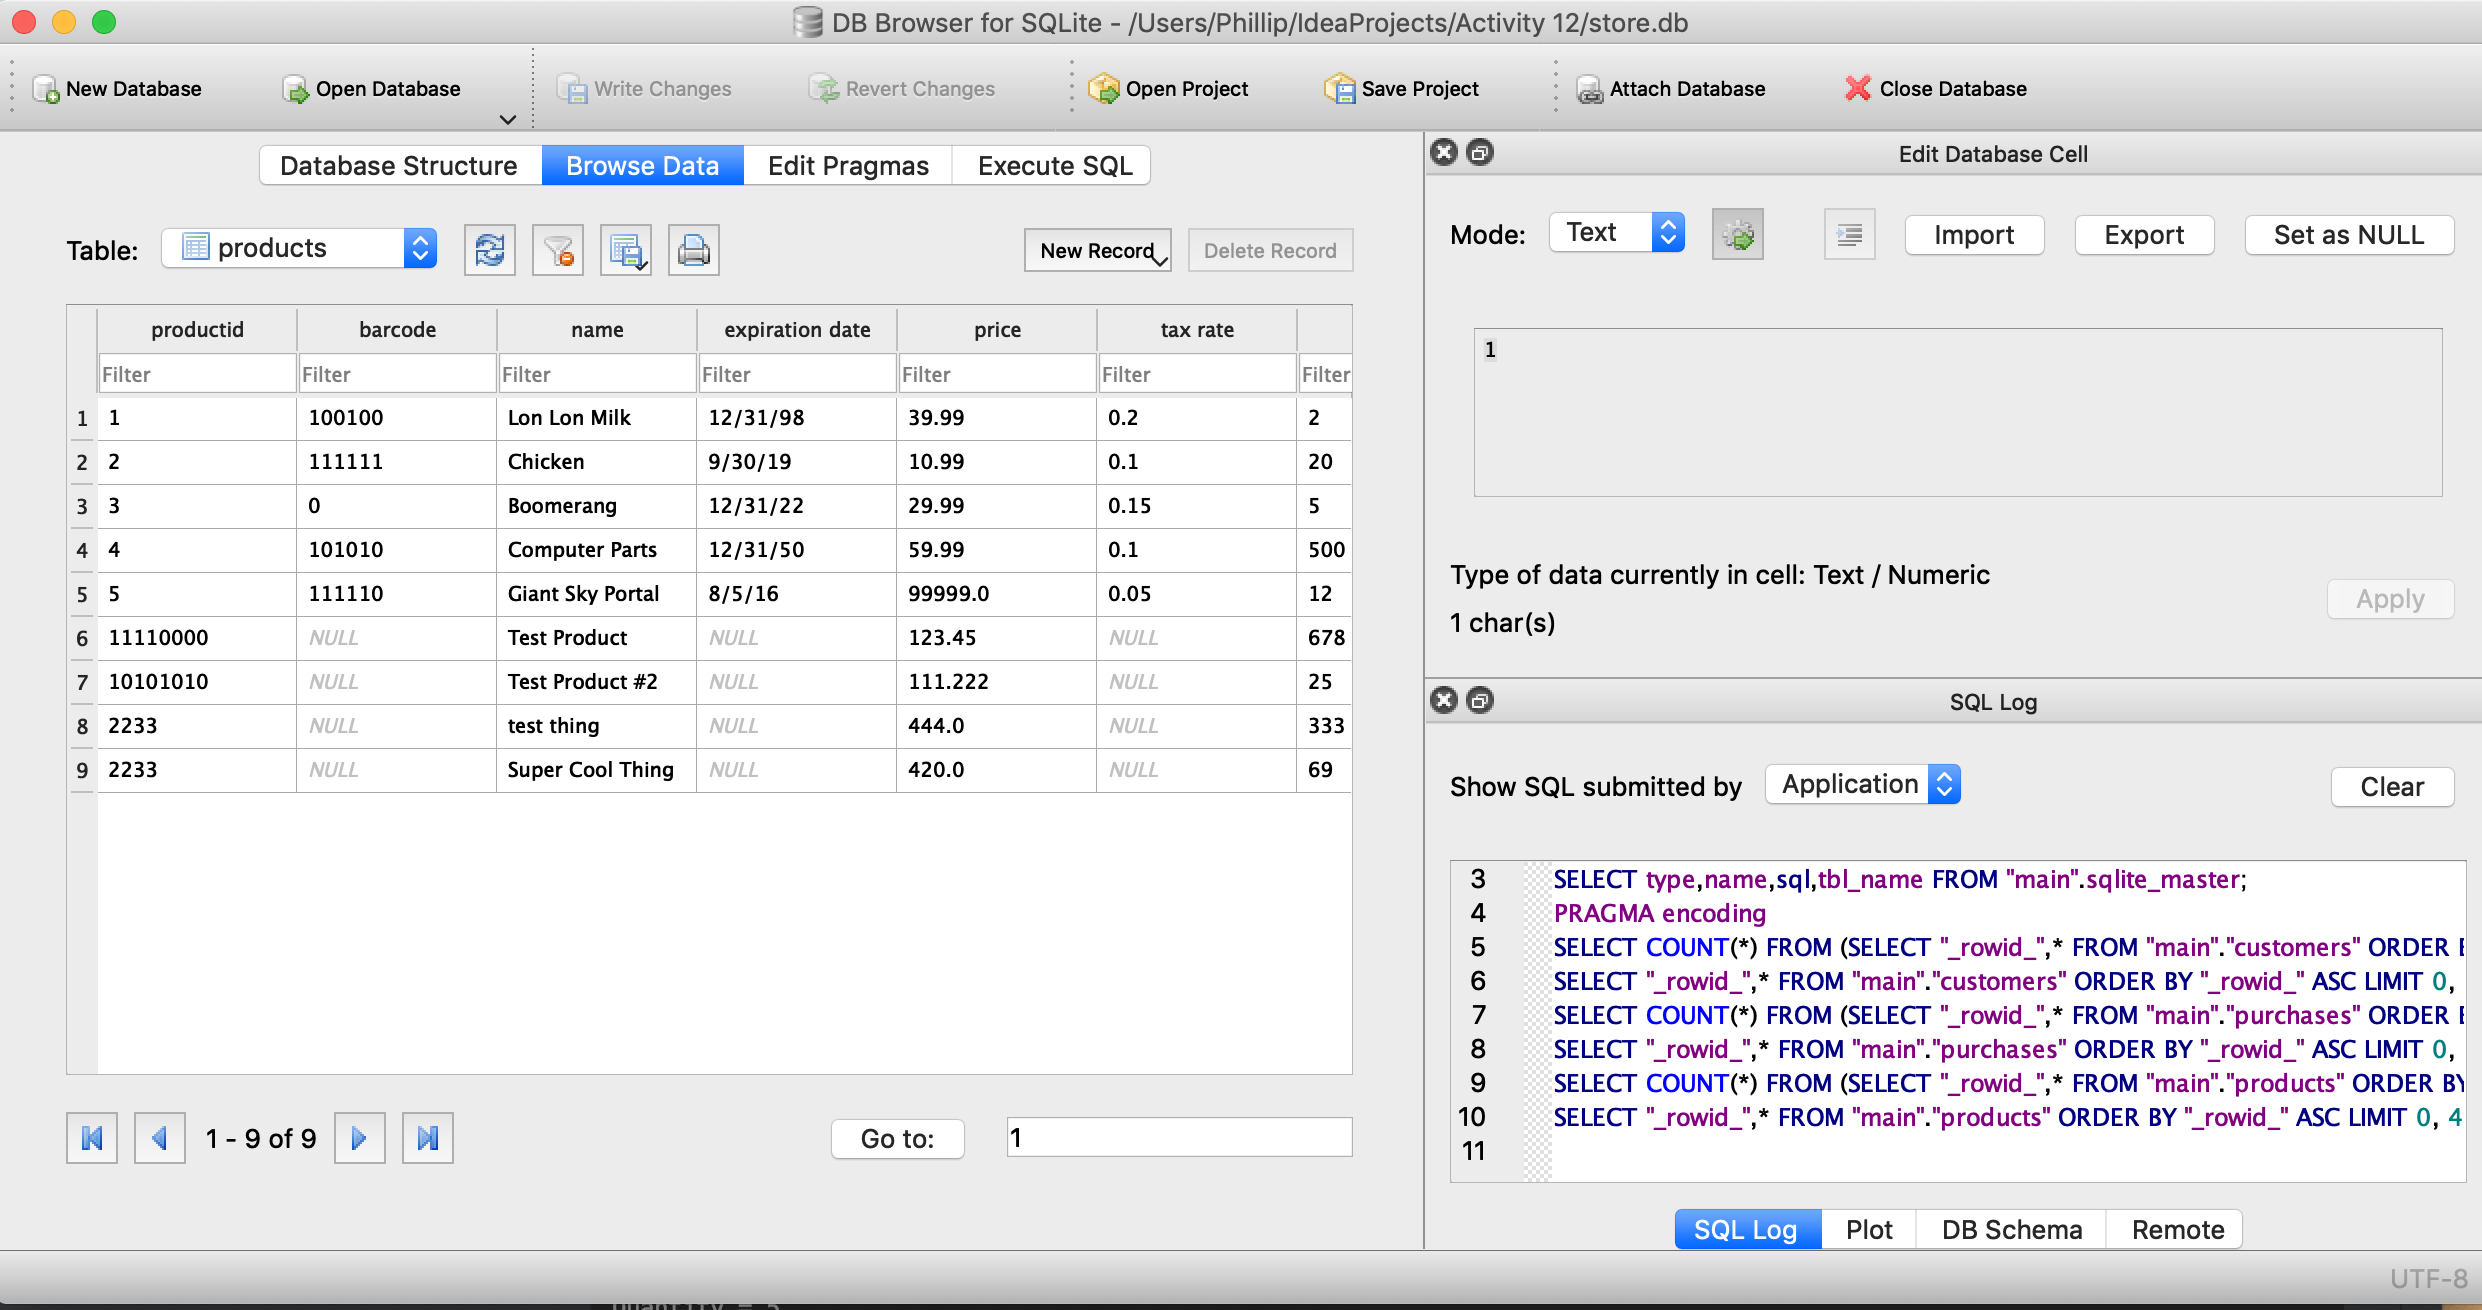 DB Browser for SQLite - /Users/Phillip/IdeaProjects/Activity 12/store.db
New Database Open Database Write Changes Revert Changes Open Project Save Project Attach Database Close Database
Database Structure Browse Data Edit Pragmas Execute SQL
Table: products New Record Delete Record
productid barcode name expiration date price tax rate
Filter Filter Filter Filter Filter Filter Filter
1 1 100100 Lon Lon Milk 12/31/98 39.99 0.2 2
2 2 111111 Chicken 9/30/19 10.99 0.1 20
3 3 0 Boomerang 12/31/22 29.99 0.15 5
4 4 101010 Computer Parts 12/31/50 59.99 0.1 500
5 5 111110 Giant Sky Portal 8/5/16 99999.0 0.05 12
6 11110000 NULL Test Product NULL 123.45 NULL 678
7 10101010 NULL Test Product #2 NULL 111.222 NULL 25
8 2233 NULL test thing NULL 444.0 NULL 333
9 2233 NULL Super Cool Thing NULL 420.0 NULL 69
1 - 9 of 9 Go to: 1
Edit Database Cell
Mode: Text Import Export Set as NULL
1
Type of data currently in cell: Text / Numeric
1 char(s)
Apply
SQL Log
Show SQL submitted by Application Clear
3 SELECT type,name,sql,tbl_name FROM "main".sqlite_master;
4 PRAGMA encoding
5 SELECT COUNT(*) FROM (SELECT "_rowid_",* FROM "main"."customers" ORDER
6 SELECT "_rowid_",* FROM "main"."customers" ORDER BY "_rowid_" ASC LIMIT 0,
7 SELECT COUNT(*) FROM (SELECT "_rowid_",* FROM "main"."purchases" ORDER
8 SELECT "_rowid_",* FROM "main"."purchases" ORDER BY "_rowid_" ASC LIMIT 0,
9 SELECT COUNT(*) FROM (SELECT "_rowid_",* FROM "main"."products" ORDER BY
10 SELECT "_rowid_",* FROM "main"."products" ORDER BY "_rowid_" ASC LIMIT 0, 4
11
SQL Log Plot DB Schema Remote
UTF-8